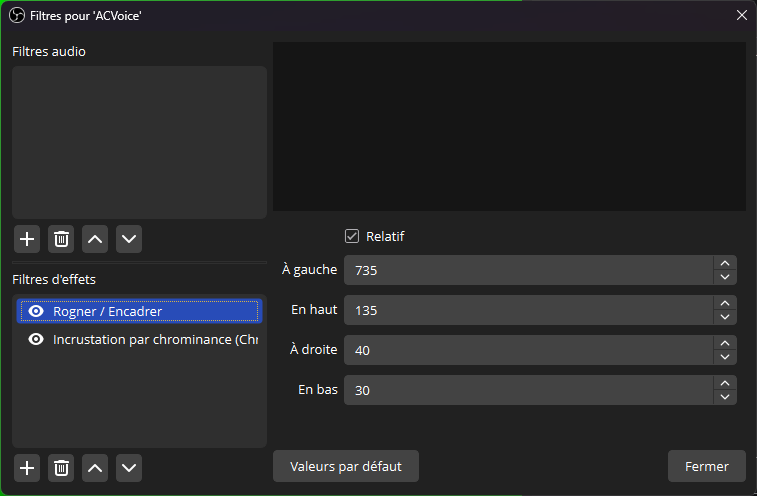 Filtres pour 'ACVoice'
Filtres audio
Relatif
À gauche 735
En haut 135
À droite 40
En bas 30
Filtres d'effets
Rogner / Encadrer
Incrustation par chrominance (Chr
Valeurs par défaut
Fermer